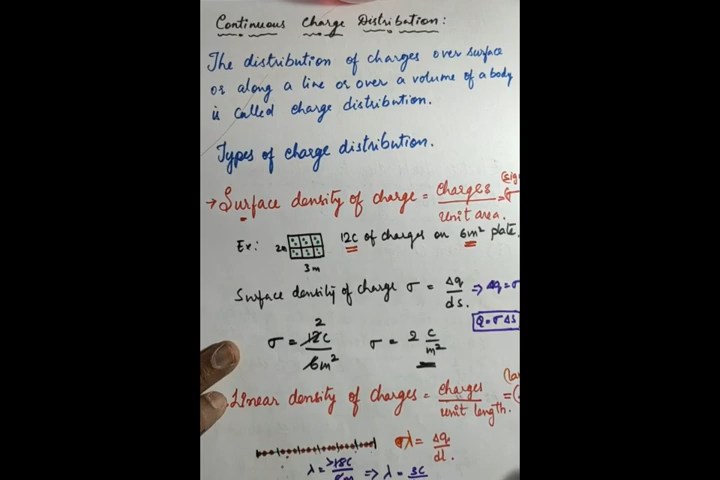 Continuous Charge Distribution:
The distribution of charges over surface
or along a line or over a volume of a body
is called charge distribution.
Types of charge distribution.
→ Surface density of charge = charges / Unit area. = σ
Ex: 2m 3m 12C of charges on 6m² plate.
Surface density of charge σ = Δq / ds. ⇒ Δq = σ
Q = σ Δs
σ = 12C / 6m² 2 σ = 2 C / m²
Linear density of charges = charges / unit length. =
λ = Δq / dl.
λ = 18C ⇒ λ = 3C